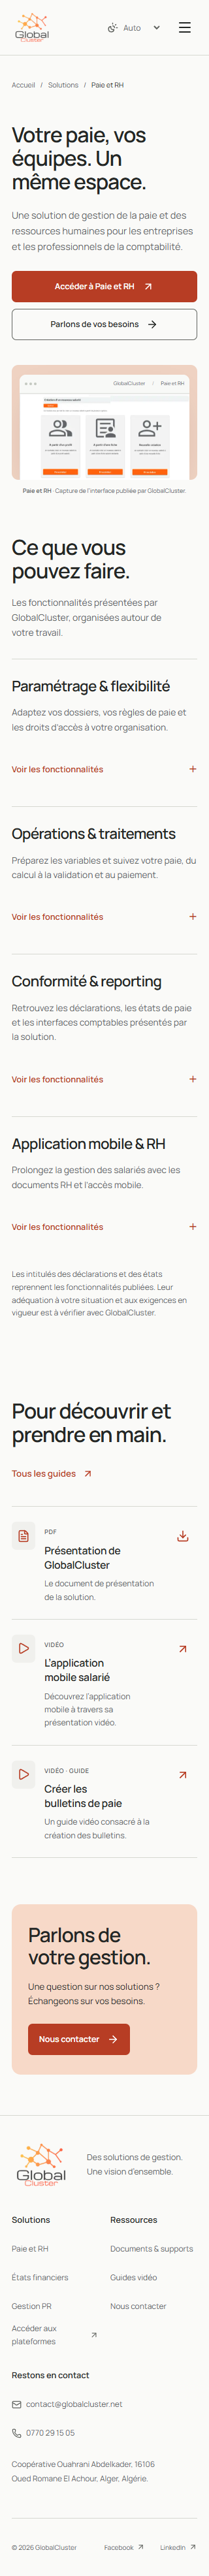 Global
Cluster
Auto
Accueil / Solutions / Paie et RH
Votre paie, vos
équipes. Un
même espace.
Une solution de gestion de la paie et des
ressources humaines pour les entreprises
et les professionnels de la comptabilité.
Accéder à Paie et RH
Parlons de vos besoins
GlobalCluster / Paie et RH
Paie et RH · Capture de l'interface publiée par GlobalCluster.
Ce que vous
pouvez faire.
Les fonctionnalités présentées par
GlobalCluster, organisées autour de
votre travail.
Paramétrage & flexibilité
Adaptez vos dossiers, vos règles de paie et
les droits d'accès à votre organisation.
Voir les fonctionnalités
Opérations & traitements
Préparez les variables et suivez votre paie, du
calcul à la validation et au paiement.
Voir les fonctionnalités
Conformité & reporting
Retrouvez les déclarations, les états de paie
et les interfaces comptables présentés par
la solution.
Voir les fonctionnalités
Application mobile & RH
Prolongez la gestion des salariés avec les
documents RH et l'accès mobile.
Voir les fonctionnalités
Les intitulés des déclarations et des états
reprennent les fonctionnalités publiées. Leur
adéquation à votre situation et aux exigences en
vigueur est à vérifier avec GlobalCluster.
Pour découvrir et
prendre en main.
Tous les guides
PDF
Présentation de
GlobalCluster
Le document de présentation
de la solution.
VIDÉO
L'application
mobile salarié
Découvrez l'application
mobile à travers sa
présentation vidéo.
VIDÉO · GUIDE
Créer les
bulletins de paie
Un guide vidéo consacré à la
création des bulletins.
Parlons de
votre gestion.
Une question sur nos solutions ?
Échangeons sur vos besoins.
Nous contacter
Global
Cluster
Des solutions de gestion.
Une vision d'ensemble.
Solutions
Paie et RH
États financiers
Gestion PR
Accéder aux
plateformes
Ressources
Documents & supports
Guides vidéo
Nous contacter
Restons en contact
contact@globalcluster.net
0770 29 15 05
Coopérative Ouahrani Abdelkader, 16106
Oued Romane El Achour, Alger, Algérie.
© 2026 GlobalCluster
Facebook
LinkedIn